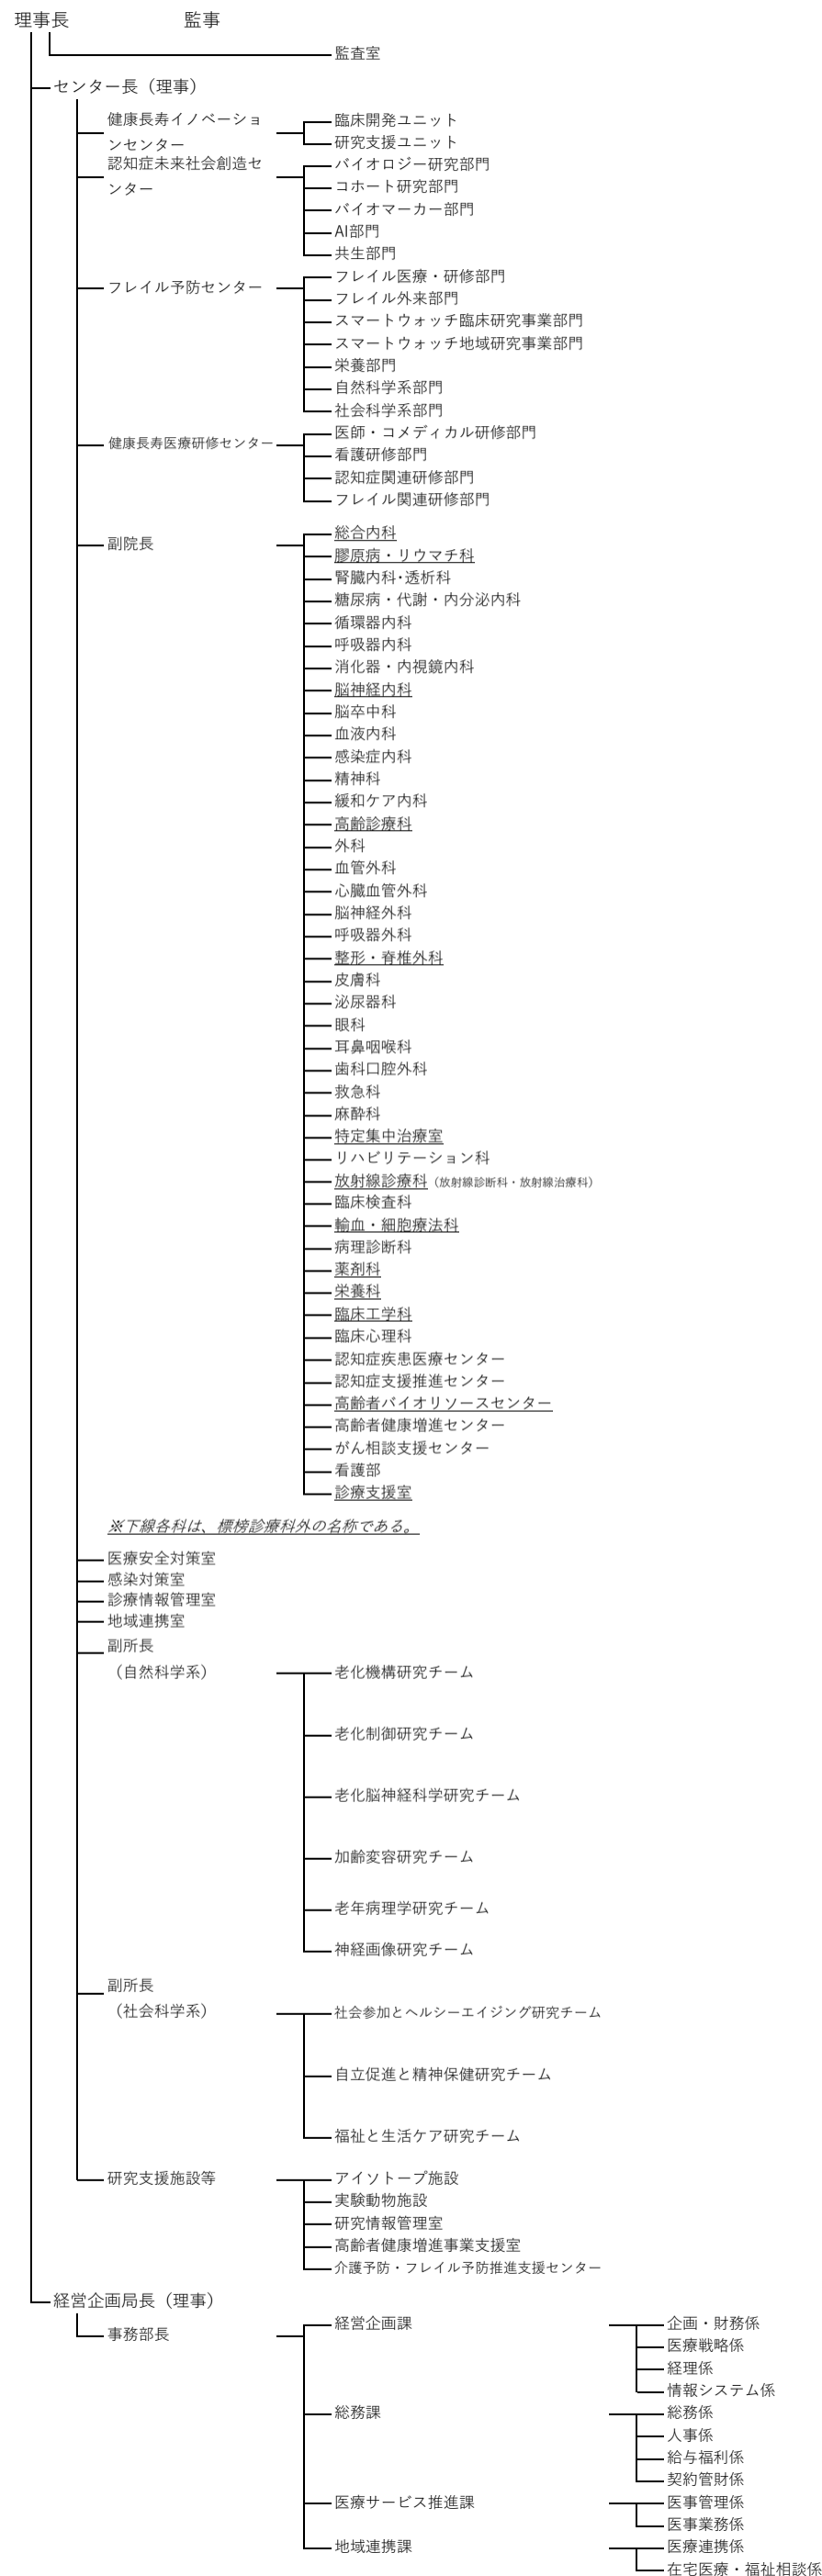 理事長 監事
監査室
センター長（理事）
健康長寿イノベーショ
ンセンター
臨床開発ユニット
研究支援ユニット
認知症未来社会創造セ
ンター
バイオロジー研究部門
コホート研究部門
バイオマーカー部門
AI部門
共生部門
フレイル予防センター
フレイル医療・研修部門
フレイル外来部門
スマートウォッチ臨床研究事業部門
スマートウォッチ地域研究事業部門
栄養部門
自然科学系部門
社会科学系部門
健康長寿医療研修センター
医師・コメディカル研修部門
看護研修部門
認知症関連研修部門
フレイル関連研修部門
副院長
総合内科
膠原病・リウマチ科
腎臓内科･透析科
糖尿病・代謝・内分泌内科
循環器内科
呼吸器内科
消化器・内視鏡内科
脳神経内科
脳卒中科
血液内科
感染症内科
精神科
緩和ケア内科
高齢診療科
外科
血管外科
心臓血管外科
脳神経外科
呼吸器外科
整形・脊椎外科
皮膚科
泌尿器科
眼科
耳鼻咽喉科
歯科口腔外科
救急科
麻酔科
特定集中治療室
リハビリテーション科
放射線診療科（放射線診断科・放射線治療科）
臨床検査科
輸血・細胞療法科
病理診断科
薬剤科
栄養科
臨床工学科
臨床心理科
認知症疾患医療センター
認知症支援推進センター
高齢者バイオリソースセンター
高齢者健康増進センター
がん相談支援センター
看護部
診療支援室
※下線各科は、標榜診療科外の名称である。
医療安全対策室
感染対策室
診療情報管理室
地域連携室
副所長
（自然科学系）
老化機構研究チーム
老化制御研究チーム
老化脳神経科学研究チーム
加齢変容研究チーム
老年病理学研究チーム
神経画像研究チーム
副所長
（社会科学系）
社会参加とヘルシーエイジング研究チーム
自立促進と精神保健研究チーム
福祉と生活ケア研究チーム
研究支援施設等
アイソトープ施設
実験動物施設
研究情報管理室
高齢者健康増進事業支援室
介護予防・フレイル予防推進支援センター
経営企画局長（理事）
事務部長
経営企画課
企画・財務係
医療戦略係
経理係
情報システム係
総務課
総務係
人事係
給与福利係
契約管財係
医療サービス推進課
医事管理係
医事業務係
地域連携課
医療連携係
在宅医療・福祉相談係